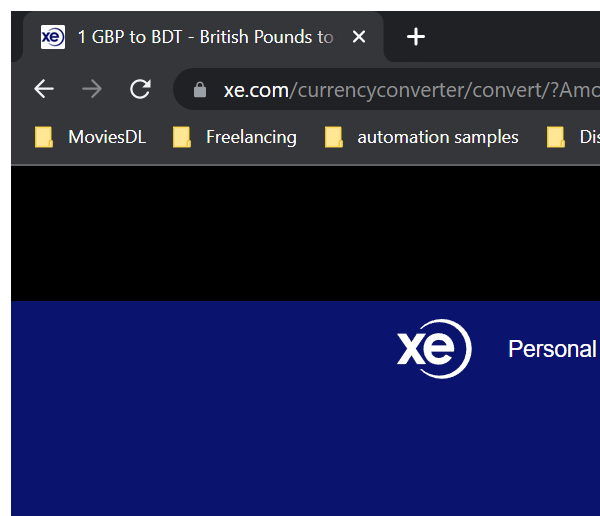 xe 1 GBP to BDT - British Pounds to
xe.com/currencyconverter/convert/?Amo
MoviesDL Freelancing automation samples Dis
xe Personal